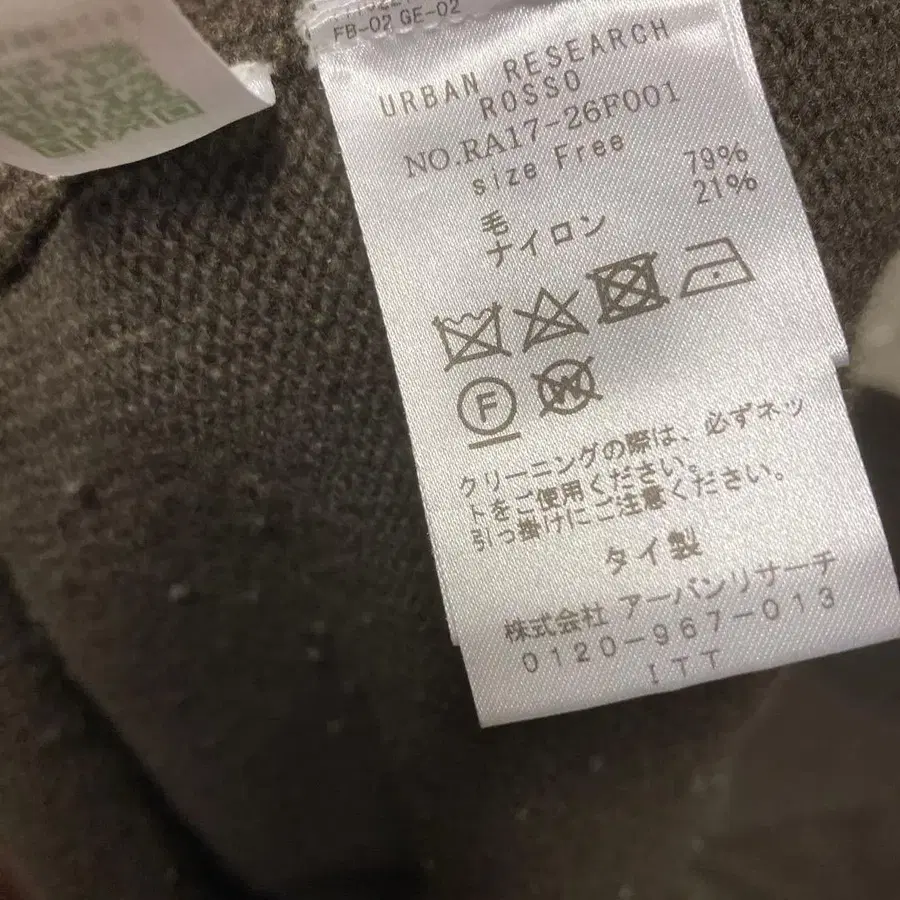 FB-02 GE-02
URBAN RESEARCH
ROSSO
NO.RA17-26F001
size Free
毛 79%
ナイロン 21%
F
W
クリーニングの際は、必ずネッ
トをご使用ください。
引っ掛けにご注意ください。
タイ製
株式会社 アーバンリサーチ
0120-967-013
ITT